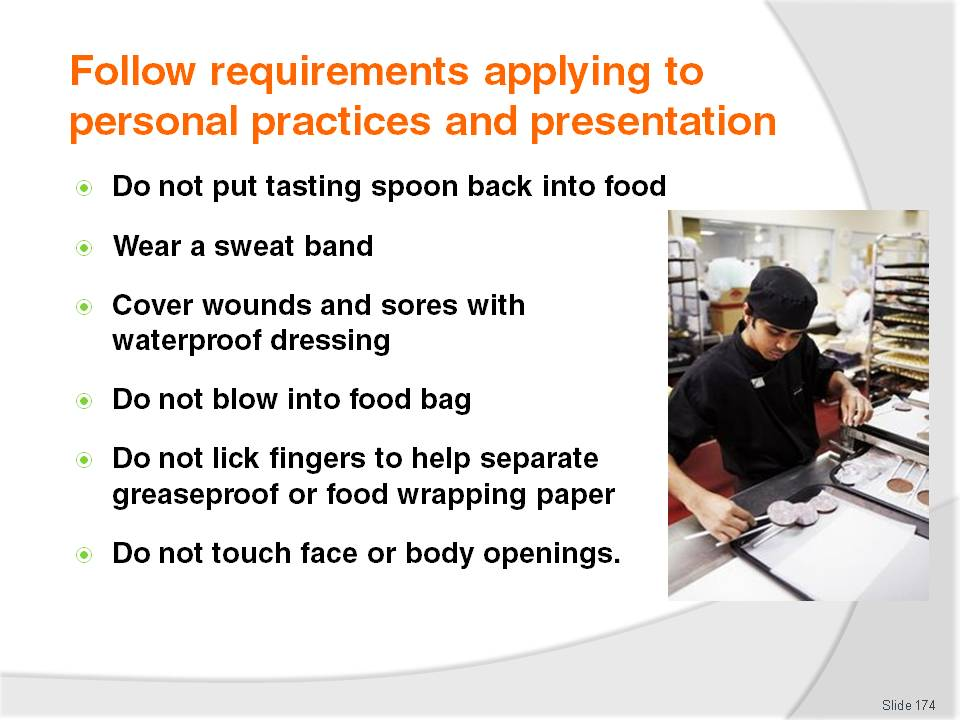 Follow requirements applying to
personal practices and presentation
Do not put tasting spoon back into food
Wear a sweat band
Cover wounds and sores with
waterproof dressing
Do not blow into food bag
Do not lick fingers to help separate
greaseproof or food wrapping paper
Do not touch face or body openings.
Slide 174